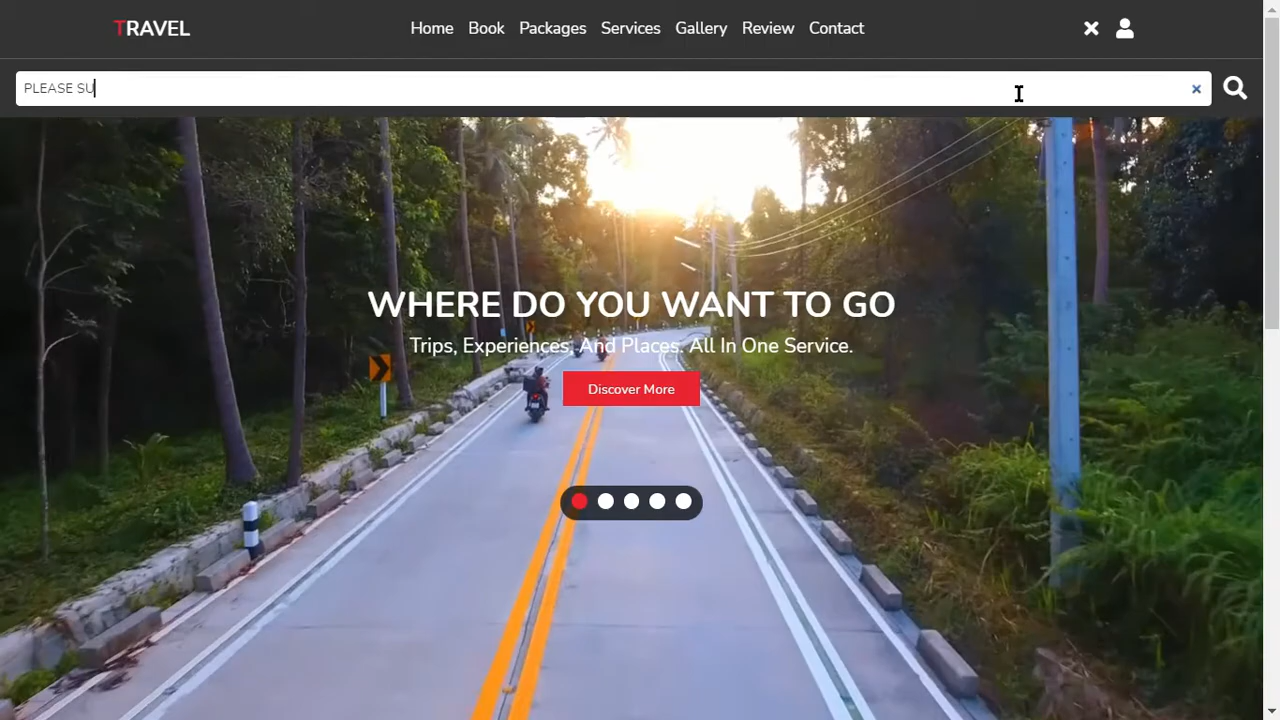 TRAVEL
Home Book Packages Services Gallery Review Contact
PLEASE SU
WHERE DO YOU WANT TO GO
Trips, Experiences, And Places. All In One Service.
Discover More